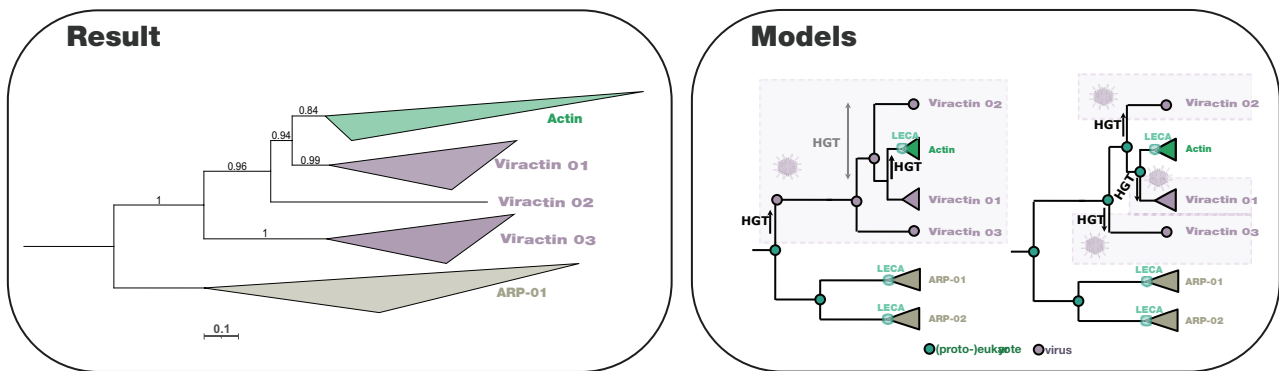 Result
0.84
Actin
0.94
0.99
Viractin 01
0.96
1
Viractin 02
1
Viractin 03
ARP-01
0.1
Models
Viractin 02
HGT
LECA
Actin
HGT
Viractin 01
HGT
Viractin 03
LECA
ARP-01
LECA
ARP-02
Viractin 02
HGT
LECA
Actin
HGT
Viractin 01
HGT
Viractin 03
LECA
ARP-01
LECA
ARP-02
(proto-)eukaryote virus